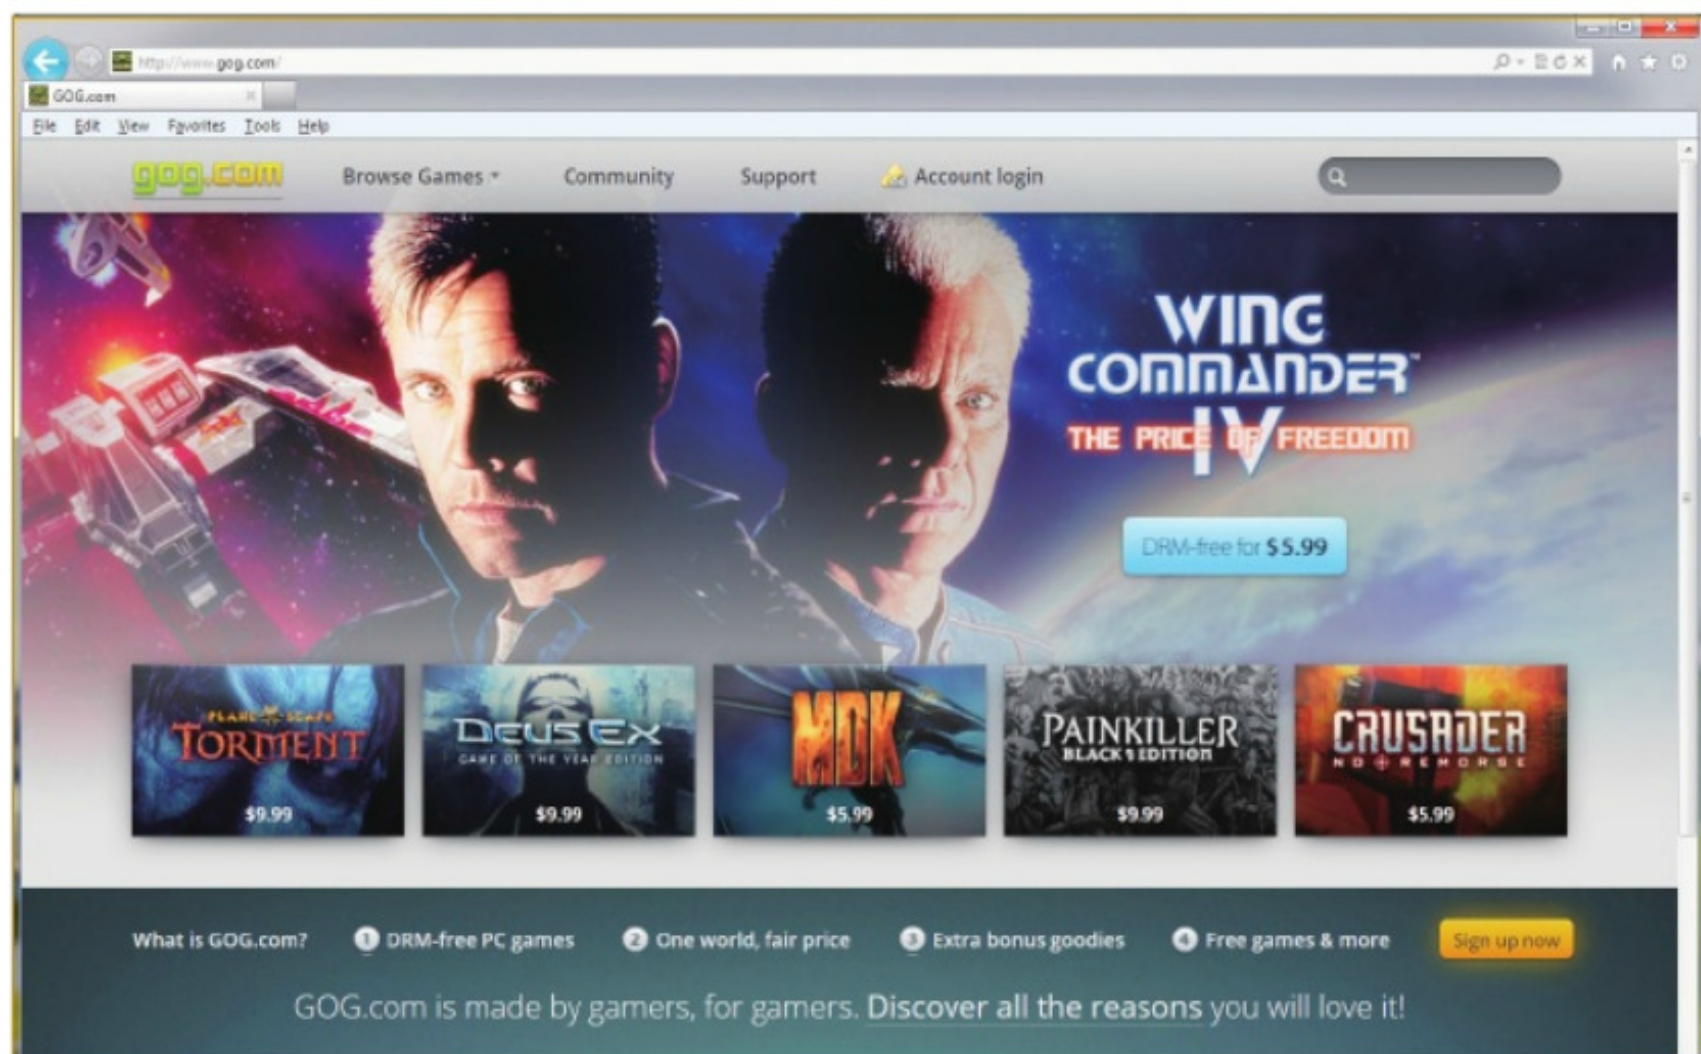 http://www.gog.com/
GOG.com
File Edit View Favorites Tools Help
gog.com Browse Games Community Support Account login
WING
COMMANDER™
IV
THE PRICE OF FREEDOM
DRM-free for $5.99
PLANESCAPE
TORMENT
$9.99
DEUS EX
GAME OF THE YEAR EDITION
$9.99
MDK
$5.99
PAINKILLER
BLACK EDITION
$9.99
CRUSADER
NO REMORSE
$5.99
What is GOG.com? 1 DRM-free PC games 2 One world, fair price 3 Extra bonus goodies 4 Free games & more Sign up now
GOG.com is made by gamers, for gamers. Discover all the reasons you will love it!